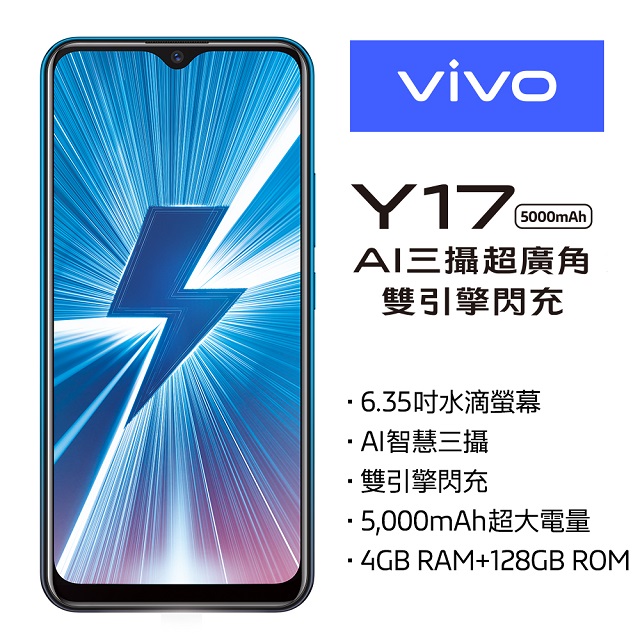 vivo
Y17 5000mAh
AI三攝超廣角
雙引擎閃充
·6.35吋水滴螢幕
·AI智慧三攝
·雙引擎閃充
·5,000mAh超大電量
·4GB RAM+128GB ROM